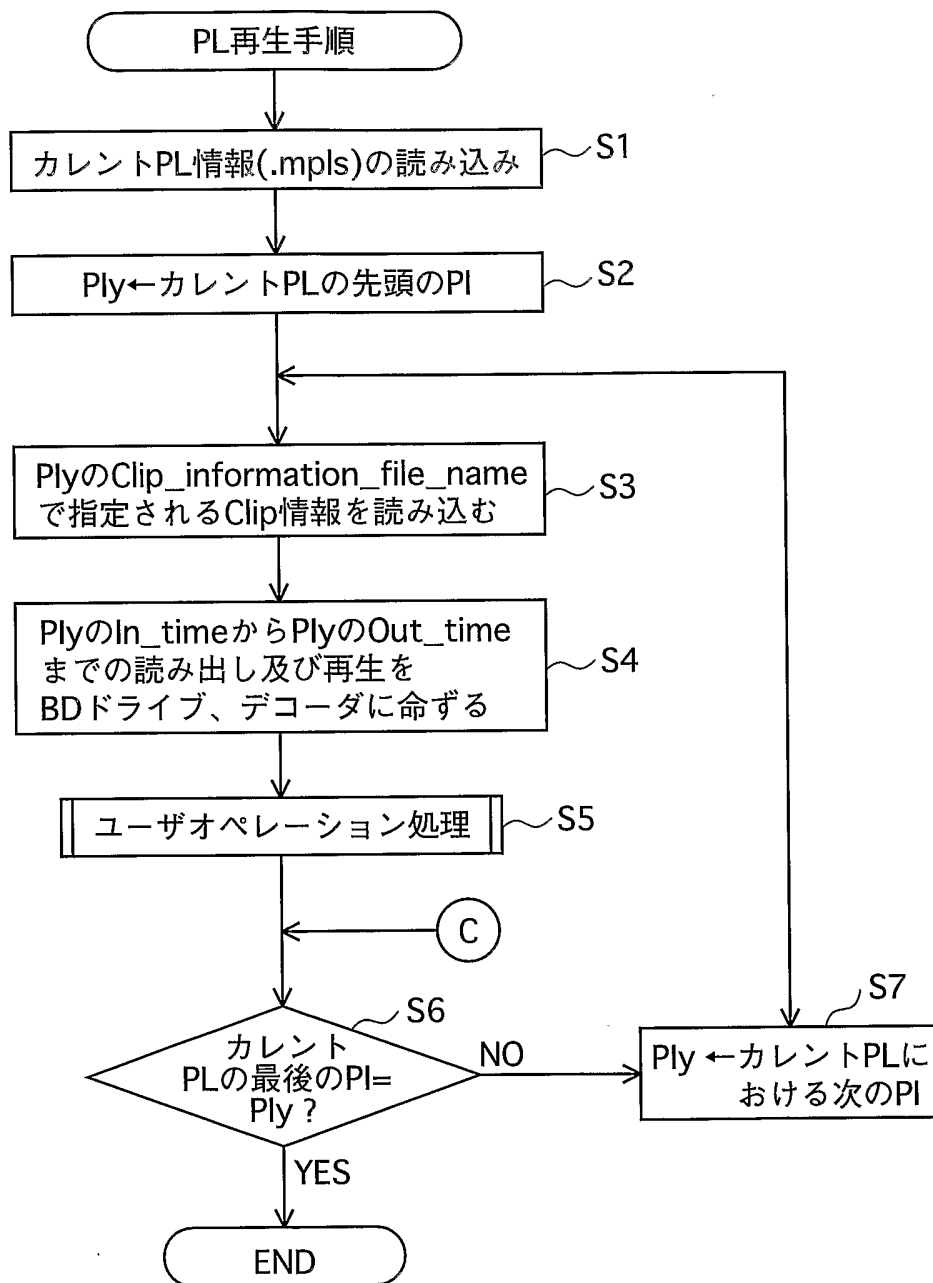 PL再生手順
カレントPL情報(.mpls)の読み込み
S1
PIy←カレントPLの先頭のPI
S2
PIyのClip_information_file_name
で指定されるClip情報を読み込む
S3
PIyのIn_timeからPIyのOut_time
までの読み出し及び再生を
BDドライブ、デコーダに命ずる
S4
ユーザオペレーション処理
S5
C
S6
カレント
PLの最後のPI=
PIy?
NO
S7
PIy←カレントPLに
おける次のPI
YES
END